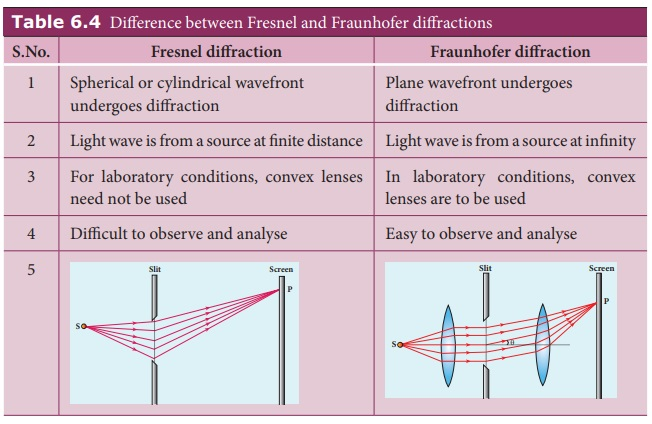 Table 6.4 Difference between Fresnel and Fraunhofer diffractions
S.No. Fresnel diffraction Fraunhofer diffraction
1 Spherical or cylindrical wavefront Plane wavefront undergoes
undergoes diffraction diffraction
2 Light wave is from a source at finite distance Light wave is from a source at infinity
3 For laboratory conditions, convex lenses In laboratory conditions, convex
need not be used lenses are to be used
4 Difficult to observe and analyse Easy to observe and analyse
5
Slit Screen
P
S
Slit Screen
P
S θ